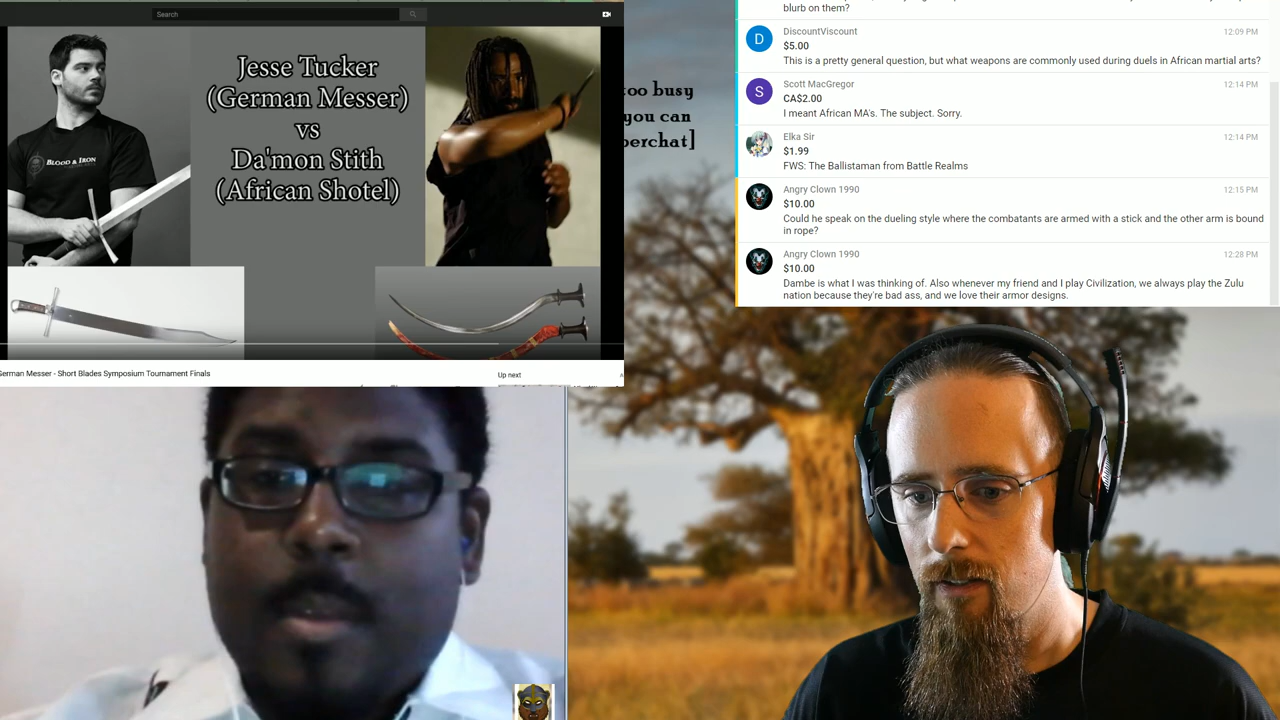 Search
Jesse Tucker
(German Messer)
vs
Da'mon Stith
(African Shotel)
BLOOD & IRON
German Messer - Short Blades Symposium Tournament Finals
Up next
too busy
you can
perchat]
blurb on them?
D
DiscountViscount
12:09 PM
$5.00
This is a pretty general question, but what weapons are commonly used during duels in African martial arts?
S
Scott MacGregor
12:14 PM
CA$2.00
I meant African MA's. The subject. Sorry.
Elka Sir
12:14 PM
$1.99
FWS: The Ballistaman from Battle Realms
Angry Clown 1990
12:15 PM
$10.00
Could he speak on the dueling style where the combatants are armed with a stick and the other arm is bound
in rope?
Angry Clown 1990
12:28 PM
$10.00
Dambe is what I was thinking of. Also whenever my friend and I play Civilization, we always play the Zulu
nation because they're bad ass, and we love their armor designs.